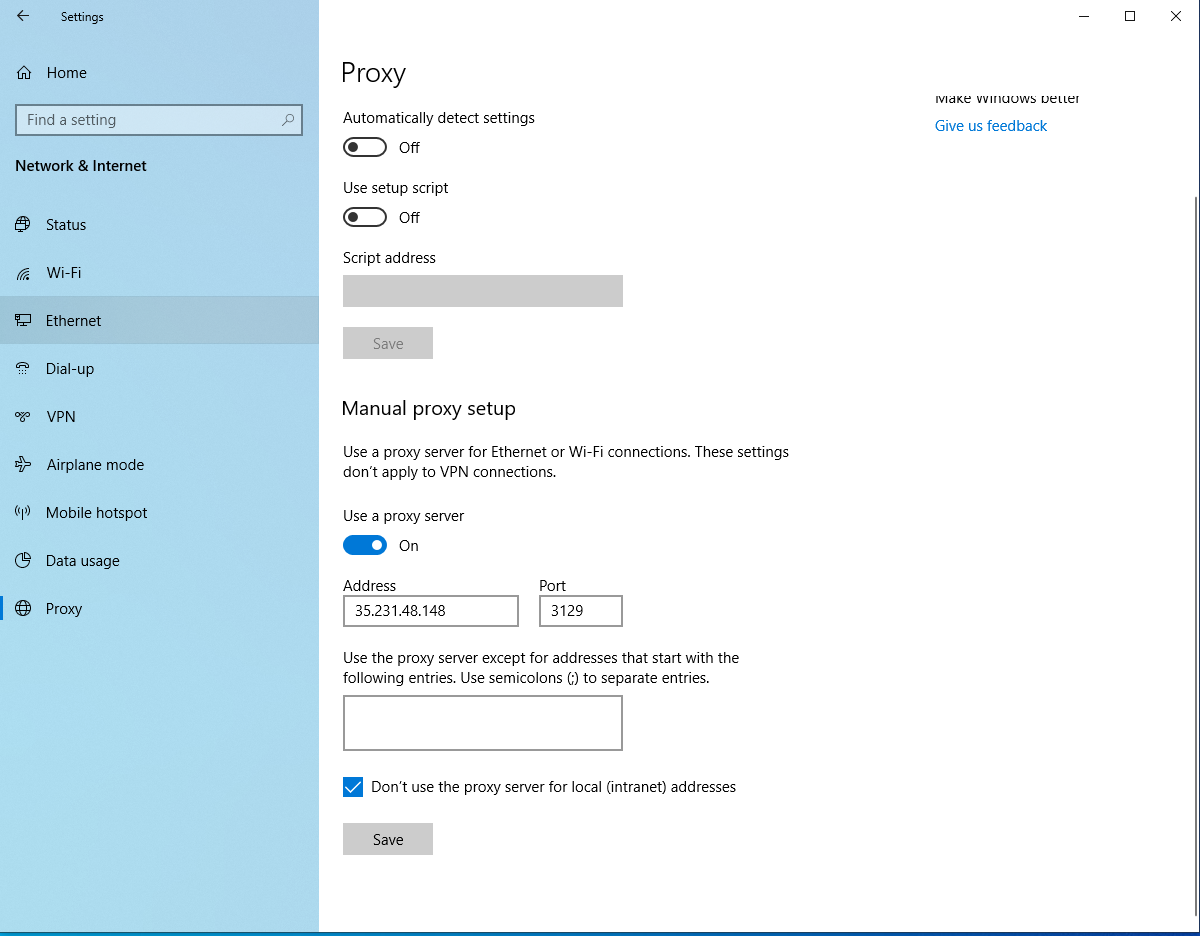 Settings
Home
Find a setting
Network & Internet
Status
Wi-Fi
Ethernet
Dial-up
VPN
Airplane mode
Mobile hotspot
Data usage
Proxy
Proxy
Automatically detect settings
Off
Use setup script
Off
Script address
Save
Manual proxy setup
Use a proxy server for Ethernet or Wi-Fi connections. These settings
don't apply to VPN connections.
Use a proxy server
On
Address Port
35.231.48.148 3129
Use the proxy server except for addresses that start with the
following entries. Use semicolons (;) to separate entries.
Don't use the proxy server for local (intranet) addresses
Save
Make Windows better
Give us feedback